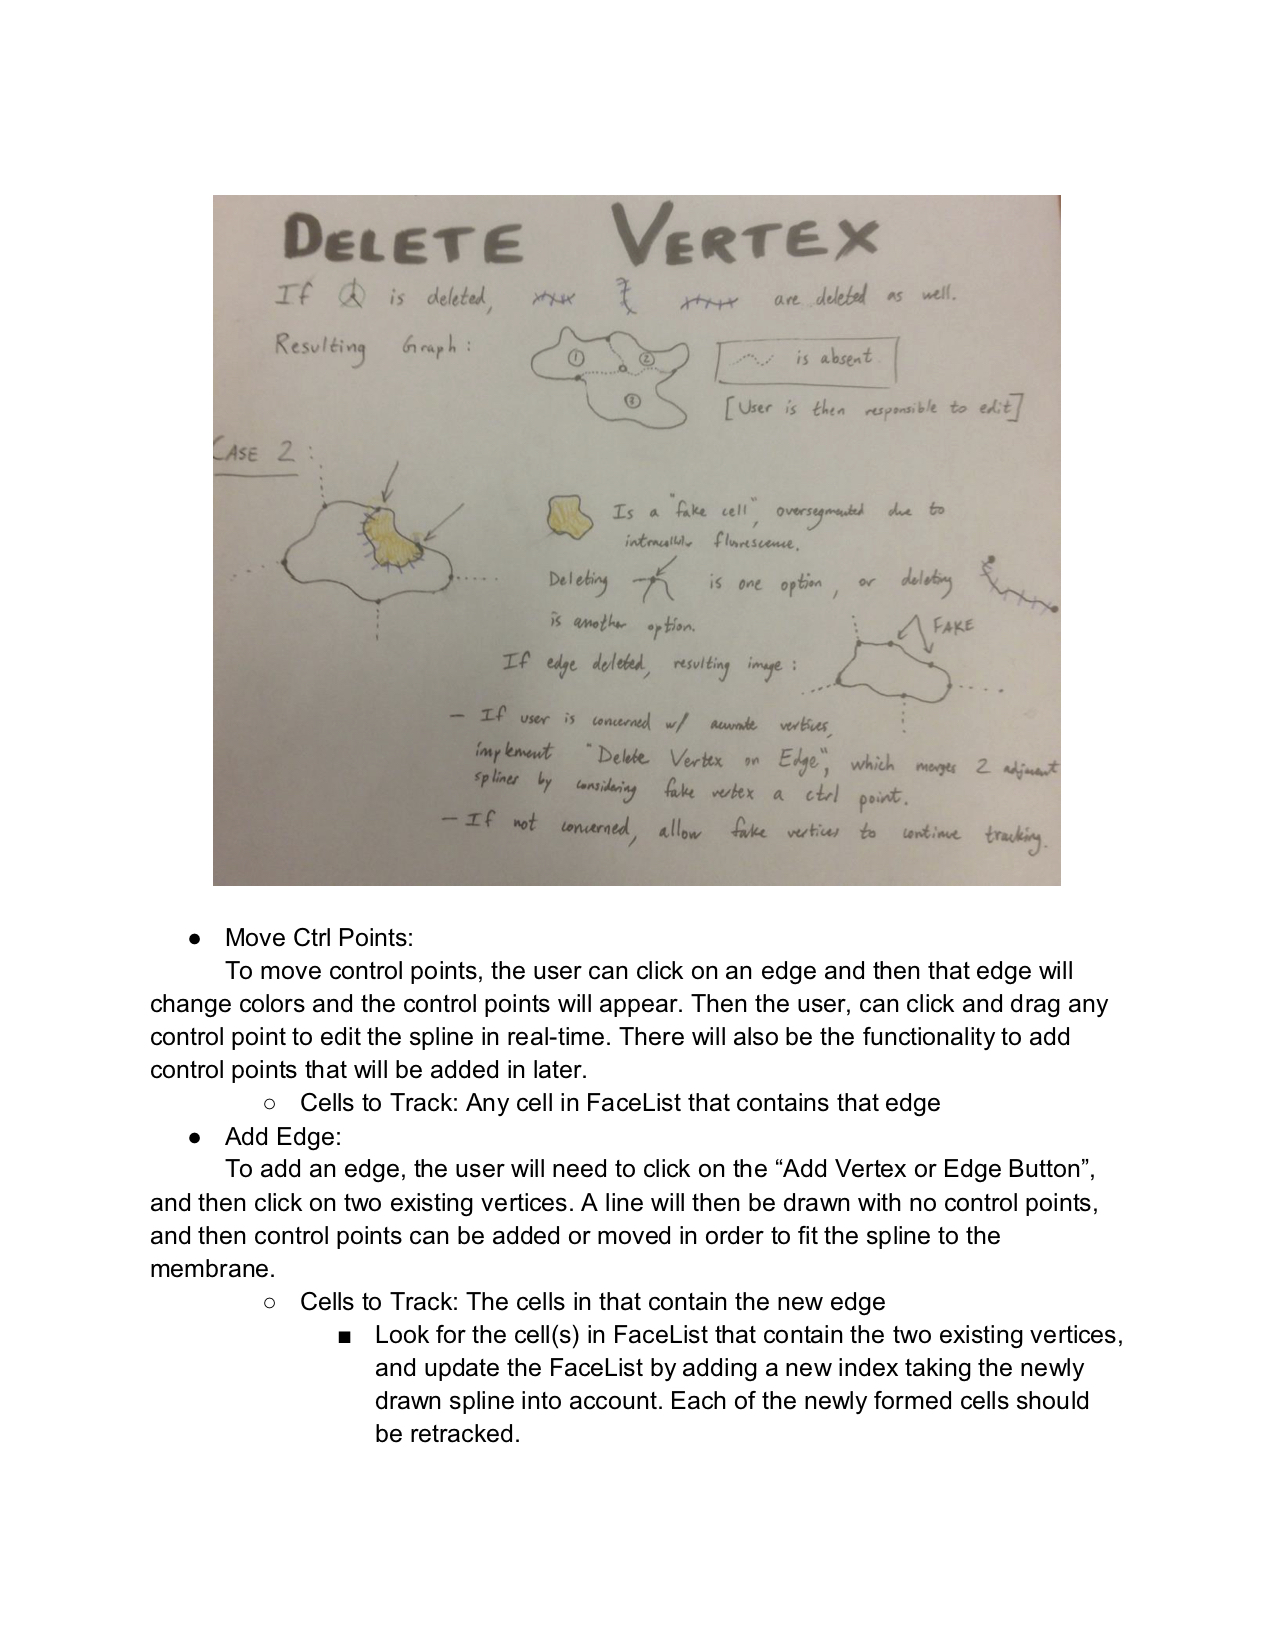 DELETE VERTEX
If is deleted, are deleted as well.
Resulting Graph:
1 2
3
is absent
[User is then responsible to edit]
CASE 2:
Is a "fake cell", oversegmented due to
fluorescence.
Deleting is one option, or deleting
is another option.
FAKE
If edge deleted, resulting image:
— If user is concerned w/ accurate vertices,
implement "Delete Vertex on Edge", which merges 2 adjacent
splines by considering fake vertex a ctrl point.
— If not concerned, allow fake vertices to continue tracking.
● Move Ctrl Points:
To move control points, the user can click on an edge and then that edge will
change colors and the control points will appear. Then the user, can click and drag any
control point to edit the spline in real-time. There will also be the functionality to add
control points that will be added in later.
○ Cells to Track: Any cell in FaceList that contains that edge
● Add Edge:
To add an edge, the user will need to click on the “Add Vertex or Edge Button”,
and then click on two existing vertices. A line will then be drawn with no control points,
and then control points can be added or moved in order to fit the spline to the
membrane.
○ Cells to Track: The cells in that contain the new edge
■ Look for the cell(s) in FaceList that contain the two existing vertices,
and update the FaceList by adding a new index taking the newly
drawn spline into account. Each of the newly formed cells should
be retracked.